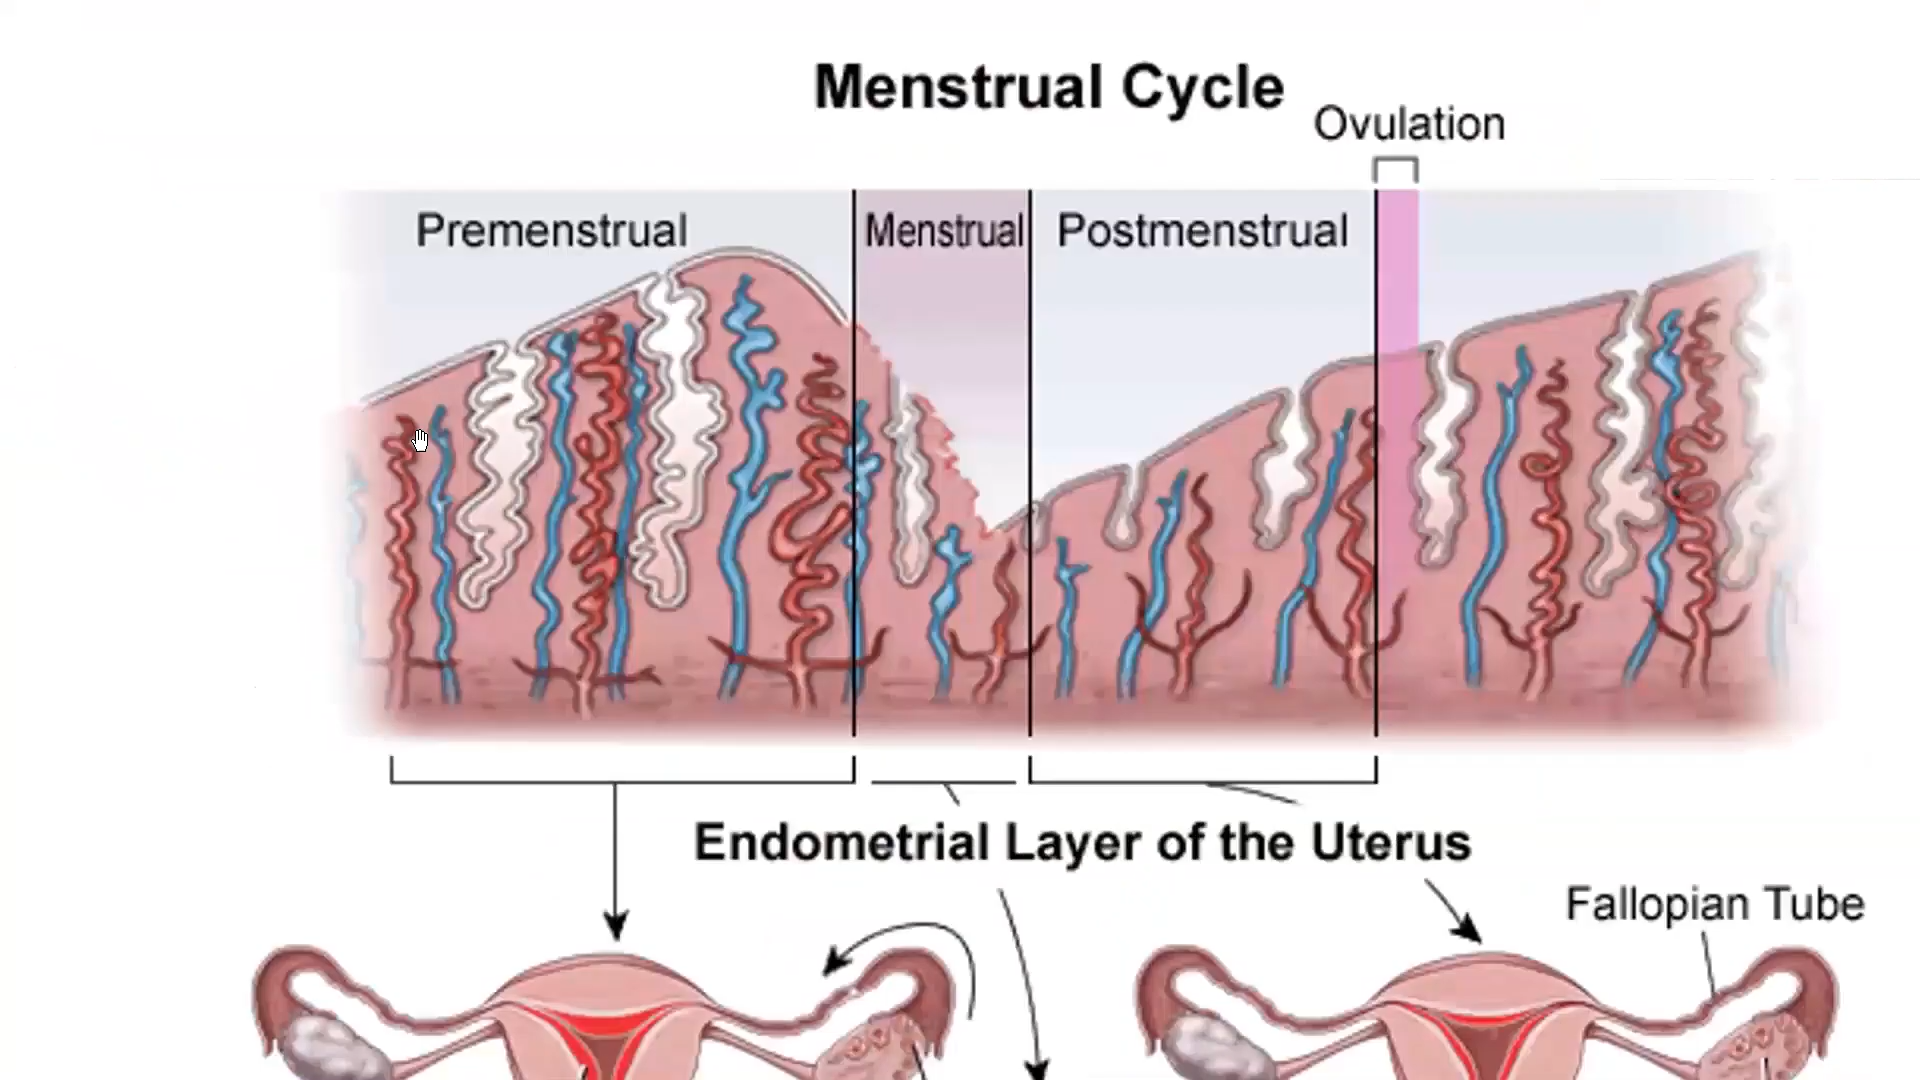 Menstrual Cycle
Ovulation
Premenstrual
Menstrual
Postmenstrual
Endometrial Layer of the Uterus
Fallopian Tube